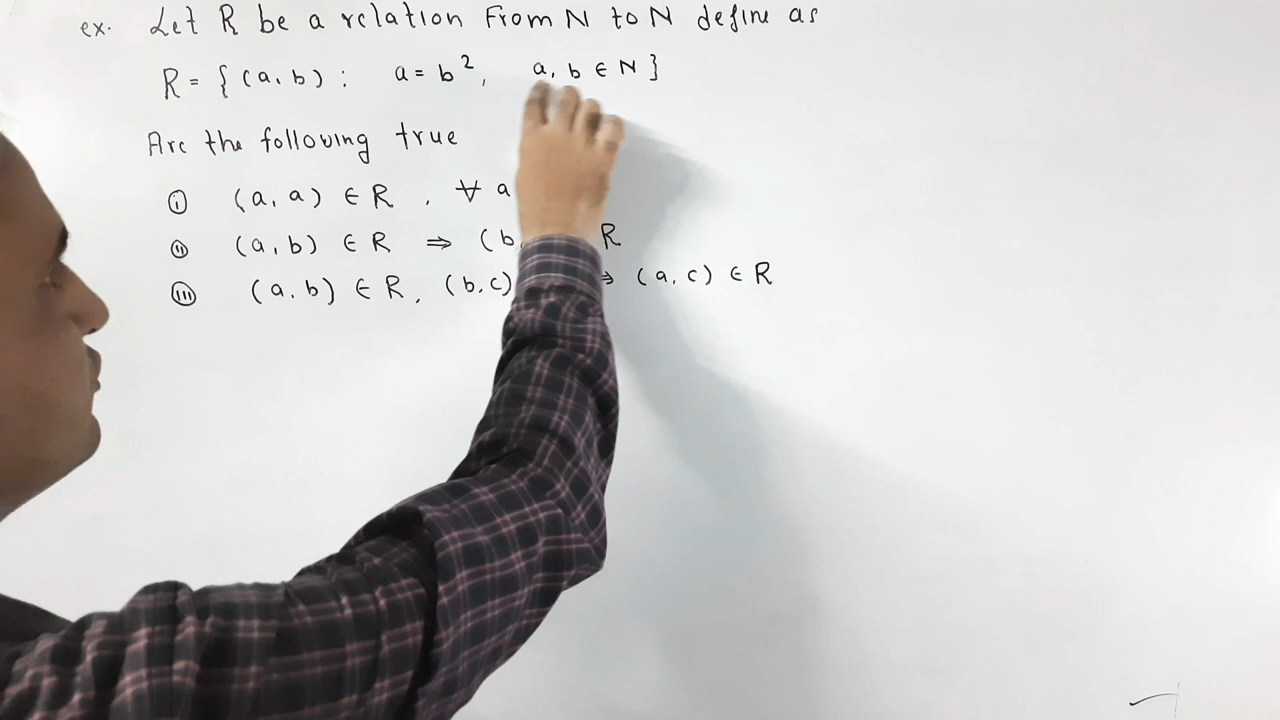 ex. Let R be a relation From N to N define as
R = { (a, b) : a = b², a, b ∈ N }
Are the following true
(i) (a, a) ∈ R , ∀ a
(ii) (a, b) ∈ R ⇒ (b, R
(iii) (a, b) ∈ R, (b, c) ⇒ (a, c) ∈ R